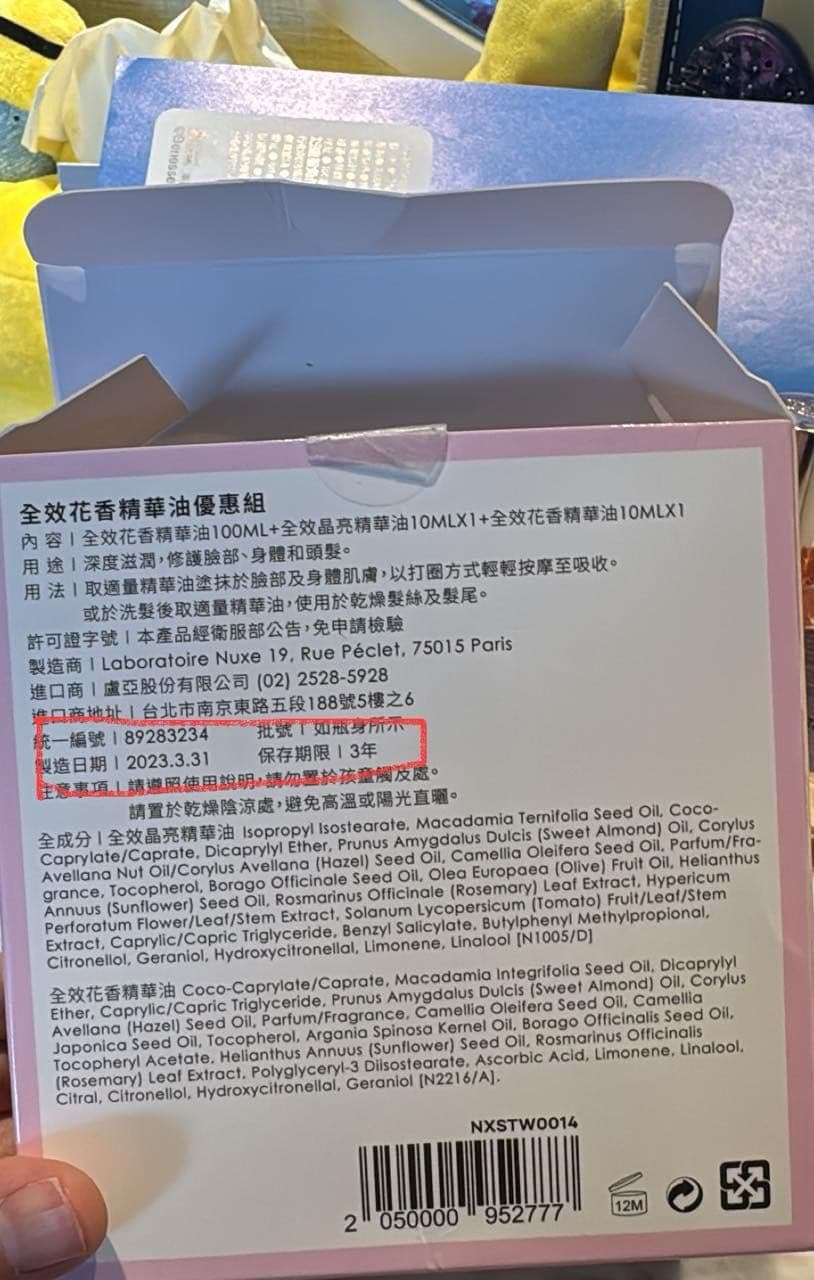 全效花香精華油優惠組
內 容 | 全效花香精華油100ML+全效晶亮精華油10MLX1+全效花香精華油10MLX1
用 途 | 深度滋潤，修護臉部、身體和頭髮。
用 法 | 取適量精華油塗抹於臉部及身體肌膚，以打圈方式輕輕按摩至吸收。
或於洗髮後取適量精華油，使用於乾燥髮絲及髮尾。
許可證字號 | 本產品經衛服部公告，免申請檢驗
製造商 | Laboratoire Nuxe 19, Rue Péclet, 75015 Paris
進口商 | 盧亞股份有限公司 (02) 2528-5928
進口商地址 | 台北市南京東路五段188號5樓之6
統一編號 | 89283234 批號 | 如瓶身所示
製造日期 | 2023.3.31 保存期限 | 3年
注意事項 | 請遵照使用說明，請勿置於孩童觸及處。
請置於乾燥陰涼處，避免高溫或陽光直曬。
全成分 | 全效晶亮精華油 Isopropyl Isostearate, Macadamia Ternifolia Seed Oil, Coco-
Caprylate/Caprate, Dicaprylyl Ether, Prunus Amygdalus Dulcis (Sweet Almond) Oil, Corylus
Avellana Nut Oil/Corylus Avellana (Hazel) Seed Oil, Camellia Oleifera Seed Oil, Parfum/Fra-
grance, Tocopherol, Borago Officinale Seed Oil, Olea Europaea (Olive) Fruit Oil, Helianthus
Annuus (Sunflower) Seed Oil, Rosmarinus Officinale (Rosemary) Leaf Extract, Hypericum
Perforatum Flower/Leaf/Stem Extract, Solanum Lycopersicum (Tomato) Fruit/Leaf/Stem
Extract, Caprylic/Capric Triglyceride, Benzyl Salicylate, Butylphenyl Methylpropional,
Citronellol, Geraniol, Hydroxycitronellal, Limonene, Linalool [N1005/D]
全效花香精華油 Coco-Caprylate/Caprate, Macadamia Integrifolia Seed Oil, Dicaprylyl
Ether, Caprylic/Capric Triglyceride, Prunus Amygdalus Dulcis (Sweet Almond) Oil, Corylus
Avellana (Hazel) Seed Oil, Parfum/Fragrance, Camellia Oleifera Seed Oil, Camellia
Japonica Seed Oil, Tocopherol, Argania Spinosa Kernel Oil, Borago Officinalis Seed Oil,
Tocopheryl Acetate, Helianthus Annuus (Sunflower) Seed Oil, Rosmarinus Officinalis
(Rosemary) Leaf Extract, Polyglyceryl-3 Diisostearate, Ascorbic Acid, Limonene, Linalool,
Citral, Citronellol, Hydroxycitronellal, Geraniol [N2216/A].
NXSTW0014
2 050000 952777
12M